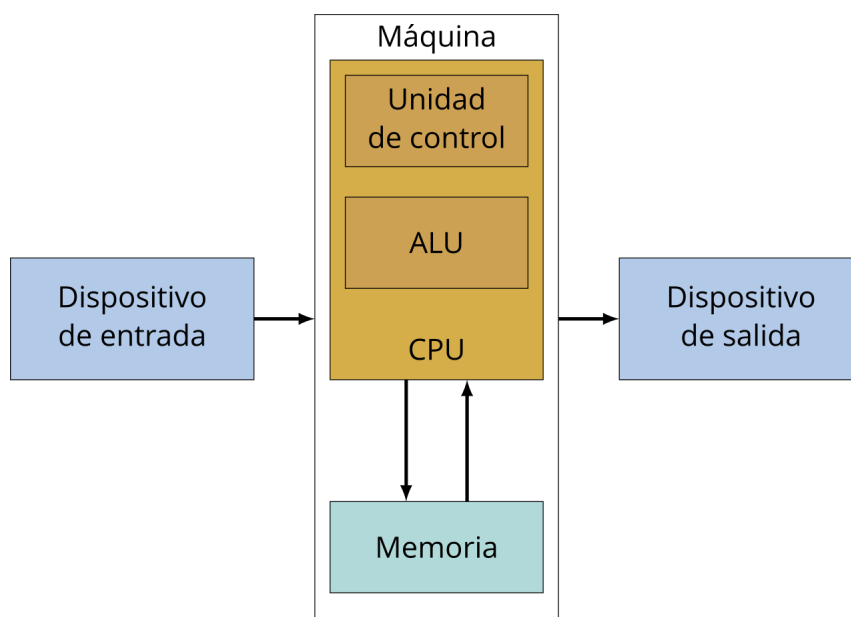 Máquina
Unidad
de control
ALU
CPU
Dispositivo
de entrada
Dispositivo
de salida
Memoria